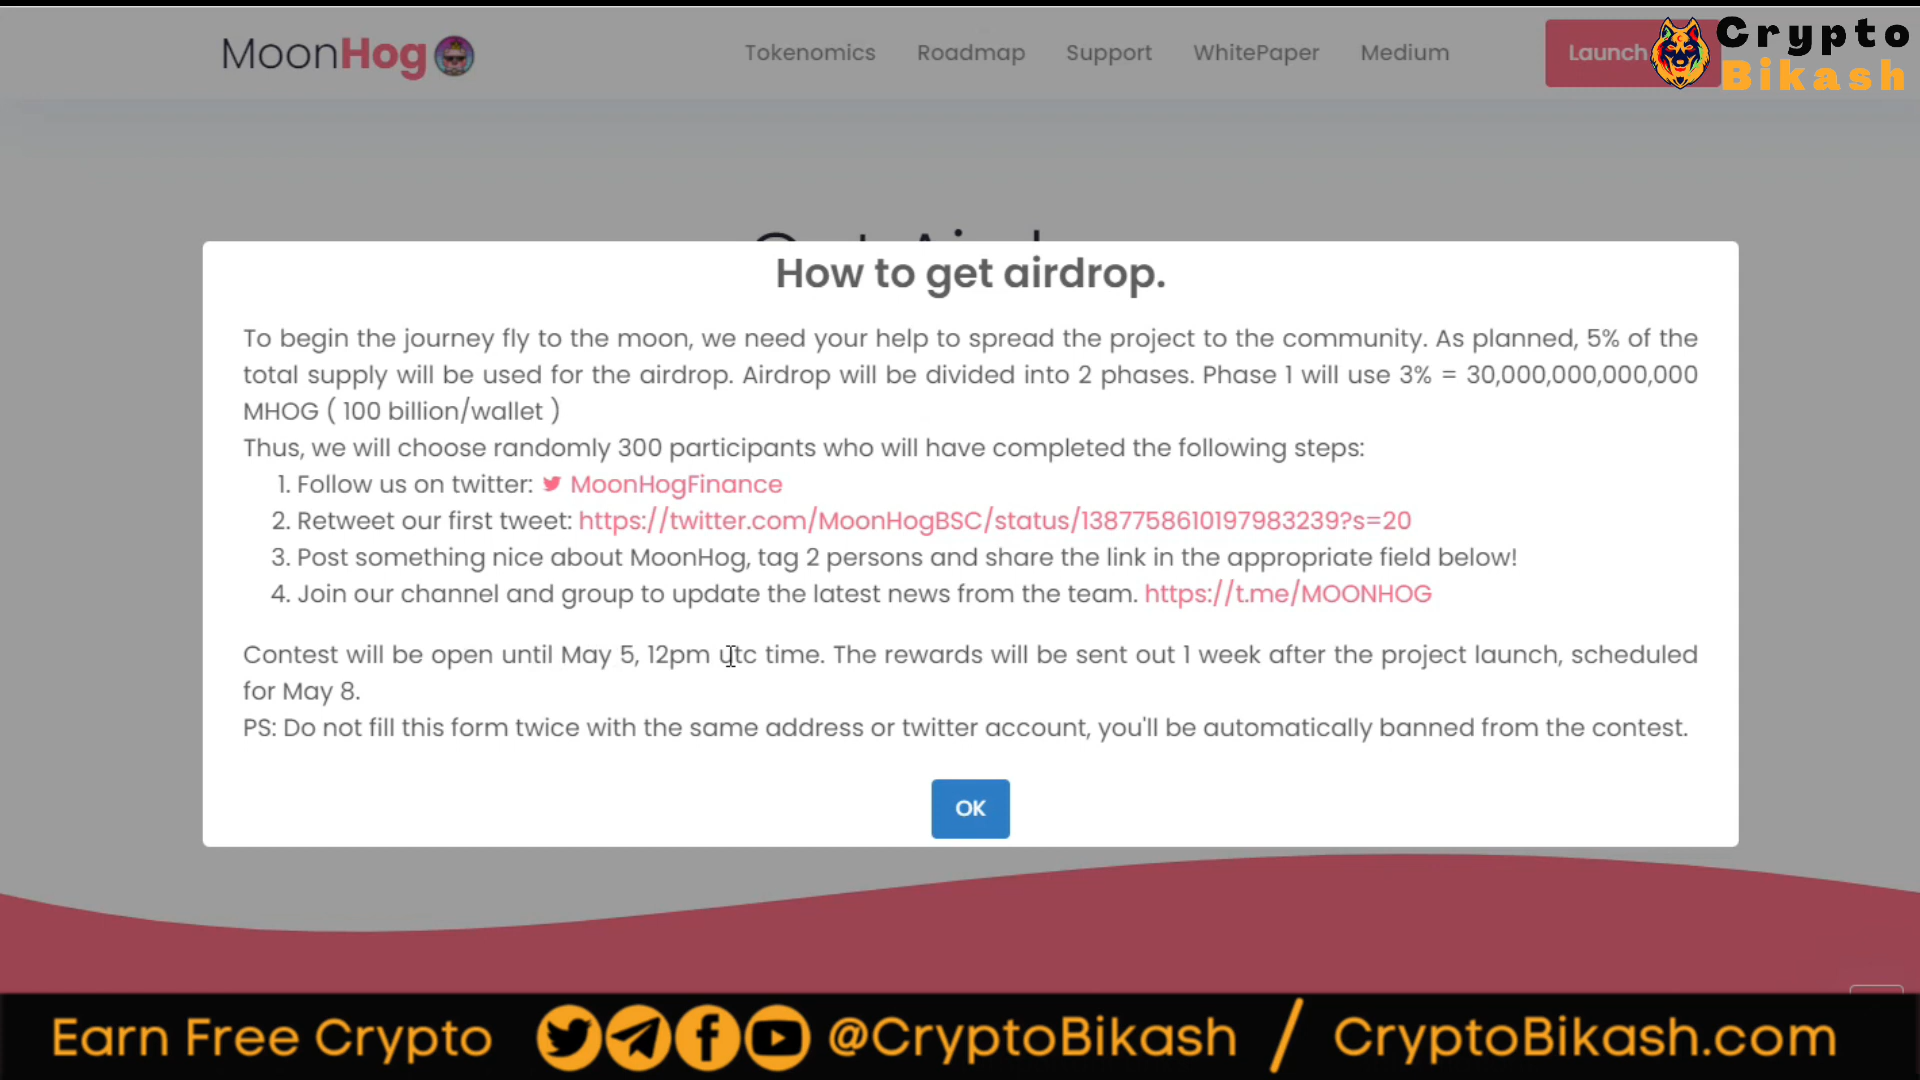 MoonHog
Tokenomics
Roadmap
Support
WhitePaper
Medium
Launch
Crypto
Bikash
How to get airdrop.
To begin the journey fly to the moon, we need your help to spread the project to the community. As planned, 5% of the
total supply will be used for the airdrop. Airdrop will be divided into 2 phases. Phase 1 will use 3% = 30,000,000,000,000
MHOG ( 100 billion/wallet )
Thus, we will choose randomly 300 participants who will have completed the following steps:
1. Follow us on twitter: MoonHogFinance
2. Retweet our first tweet: https://twitter.com/MoonHogBSC/status/1387758610197983239?s=20
3. Post something nice about MoonHog, tag 2 persons and share the link in the appropriate field below!
4. Join our channel and group to update the latest news from the team. https://t.me/MOONHOG
Contest will be open until May 5, 12pm utc time. The rewards will be sent out 1 week after the project launch, scheduled
for May 8.
PS: Do not fill this form twice with the same address or twitter account, you'll be automatically banned from the contest.
OK
Earn Free Crypto @CryptoBikash / CryptoBikash.com